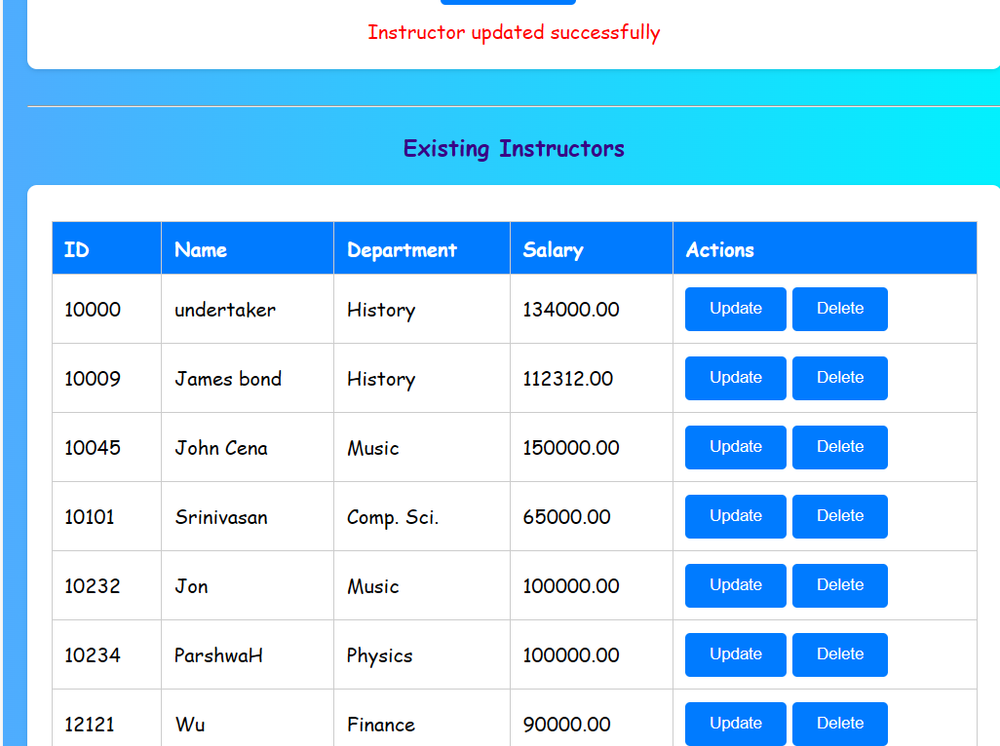 Instructor updated successfully
Existing Instructors
ID Name Department Salary Actions
10000 undertaker History 134000.00 Update Delete
10009 James bond History 112312.00 Update Delete
10045 John Cena Music 150000.00 Update Delete
10101 Srinivasan Comp. Sci. 65000.00 Update Delete
10232 Jon Music 100000.00 Update Delete
10234 ParshwaH Physics 100000.00 Update Delete
12121 Wu Finance 90000.00 Update Delete